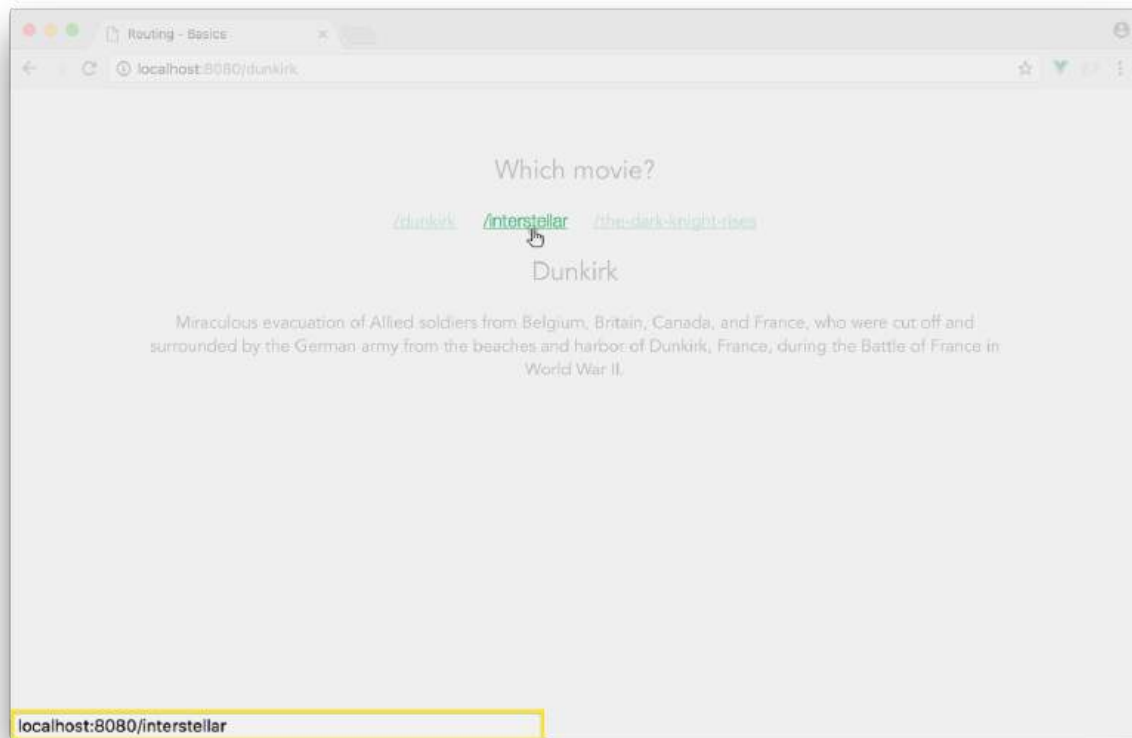 Routing - Basics
localhost:8080/dunkirk
Which movie?
/dunkirk /interstellar /the-dark-knight-rises
Dunkirk
Miraculous evacuation of Allied soldiers from Belgium, Britain, Canada, and France, who were cut off and
surrounded by the German army from the beaches and harbor of Dunkirk, France, during the Battle of France in
World War II.
localhost:8080/interstellar